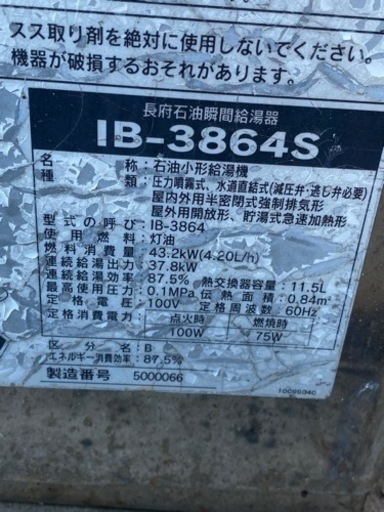 スス取り剤を絶対に使用しないでください。
機器が破損するおそれがあります。
長府石油瞬間給湯器
IB-3864S
名称：石油小形給湯機
種類：圧力噴霧式、水道直結式（減圧弁・逃し弁必要）
屋内外用半密閉式強制排気形
屋外用開放形、貯湯式急速加熱形
型式の呼び：IB-3864
使用燃料：灯油
燃料消費量：43.2kW(4.20L/h)
連続給湯出力：37.8kW
連続給湯効率：87.5% 熱交換器容量：11.5L
最高使用圧力：0.1MPa 伝熱面積：0.84㎡
定格電圧：100V 定格周波数：60Hz
定格消費電力： 点火時 燃焼時
100W 75W
区分名：B
エネルギー消費効率：87.5%
製造番号 5000066